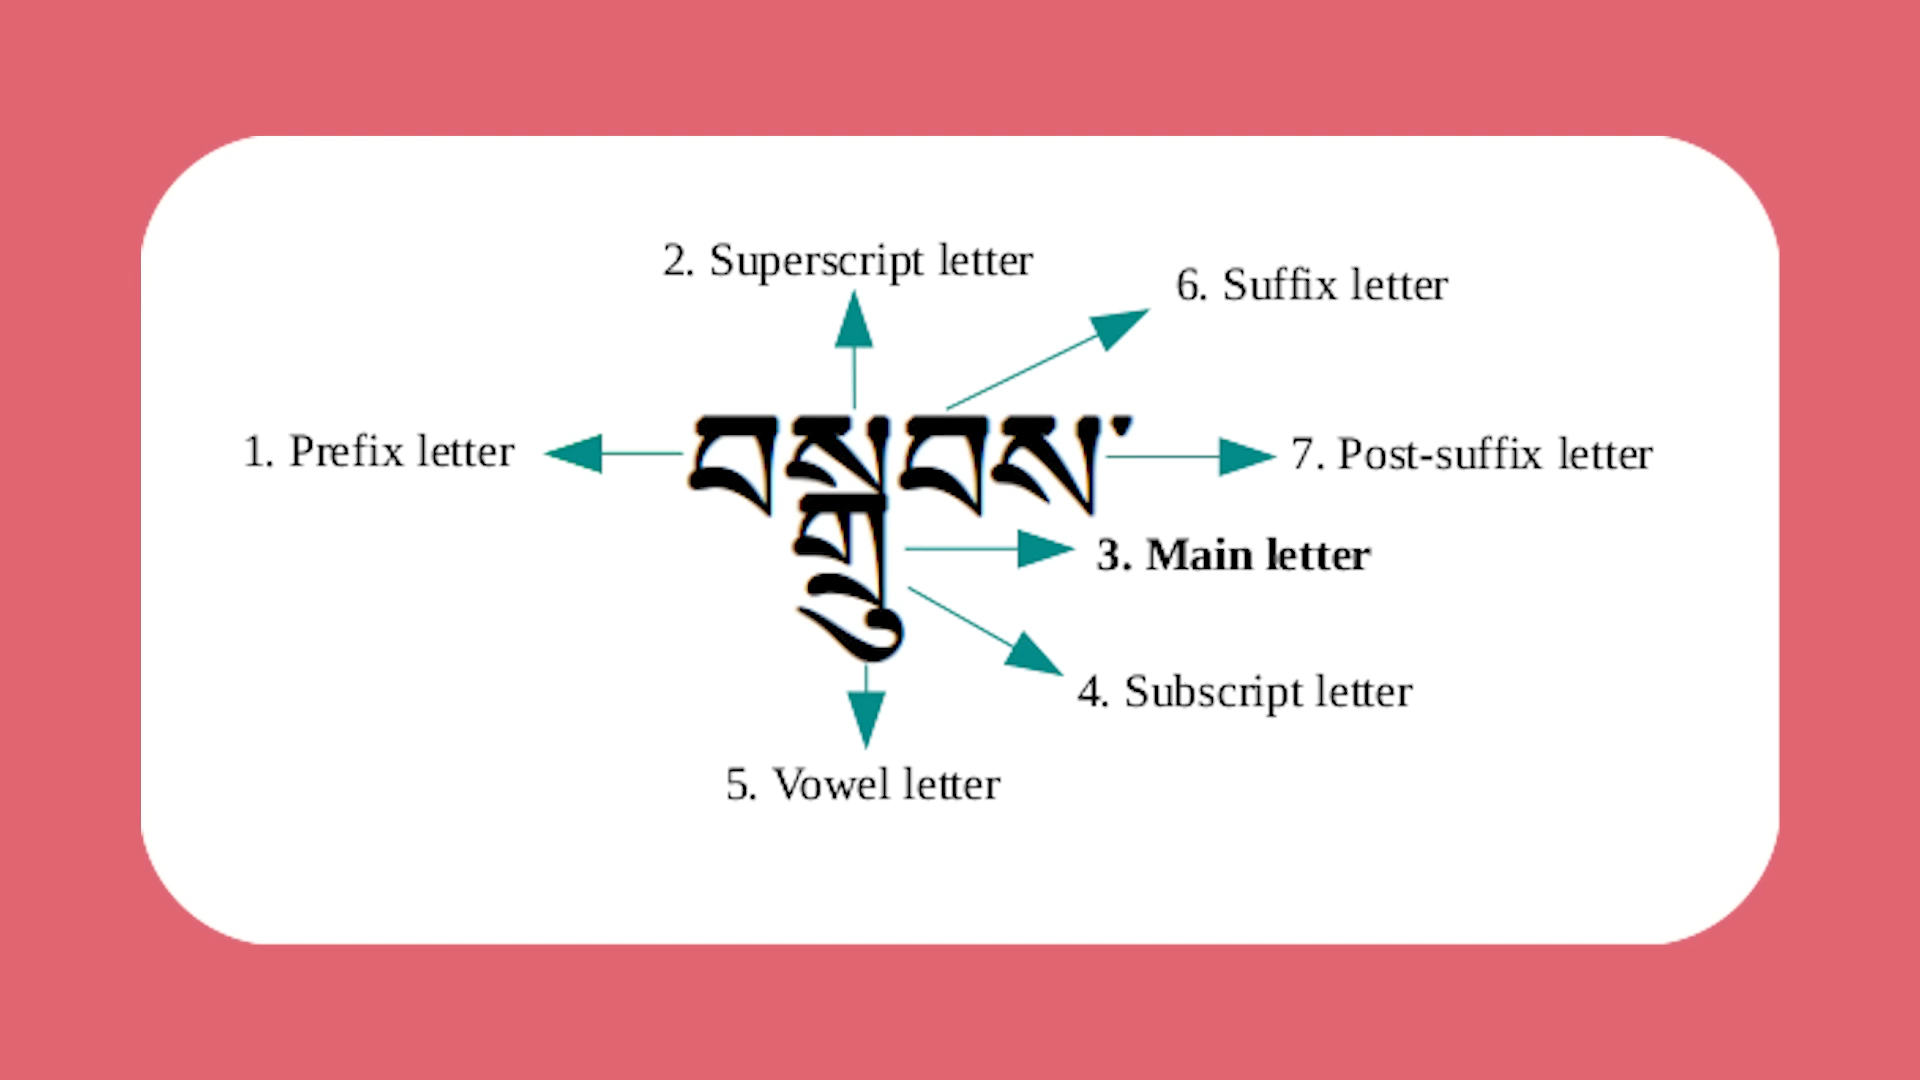 2. Superscript letter
6. Suffix letter
1. Prefix letter
བསྒྲུབས་
7. Post-suffix letter
3. Main letter
4. Subscript letter
5. Vowel letter